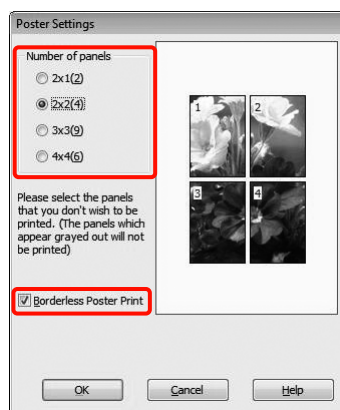 Poster Settings
Number of panels
2x1(2)
2x2(4)
3x3(9)
4x4(6)
1
2
3
4
Please select the panels
that you don't wish to be
printed. (The panels which
appear grayed out will not
be printed)
Borderless Poster Print
OK
Cancel
Help